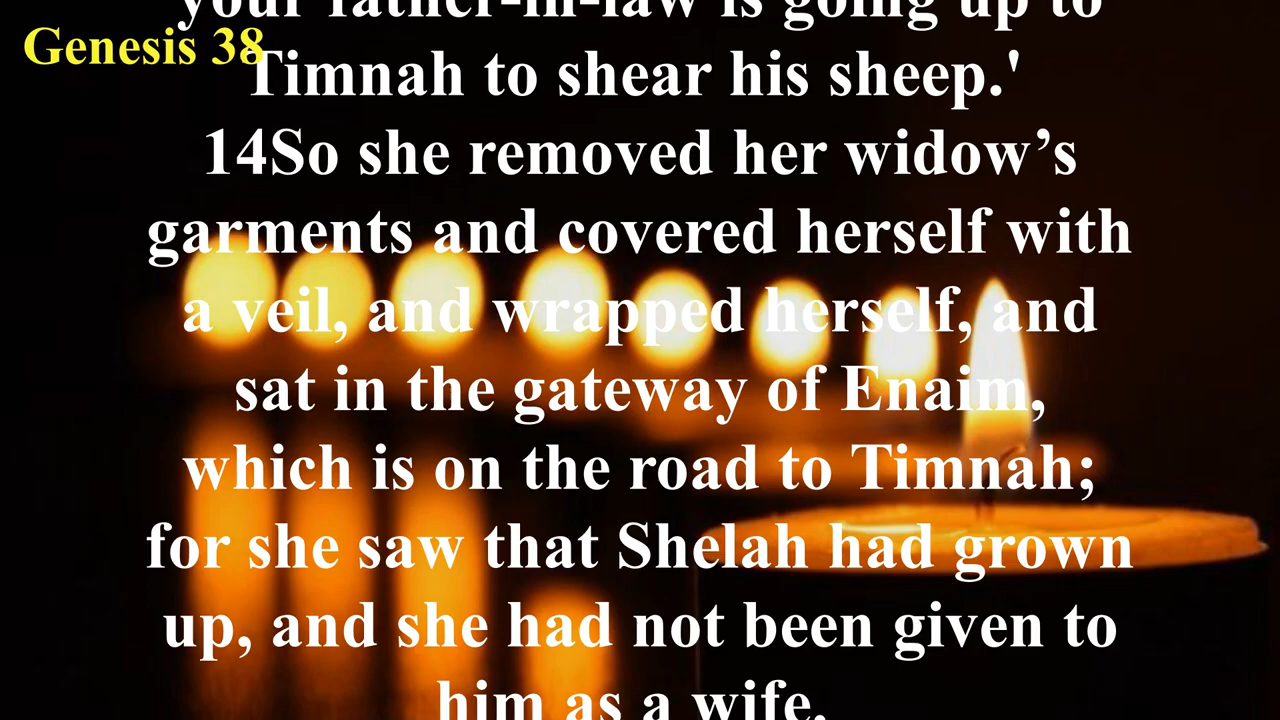 your father-in-law is going up to
Genesis 38
Timnah to shear his sheep.'
14So she removed her widow’s
garments and covered herself with
a veil, and wrapped herself, and
sat in the gateway of Enaim,
which is on the road to Timnah;
for she saw that Shelah had grown
up, and she had not been given to
him as a wife.